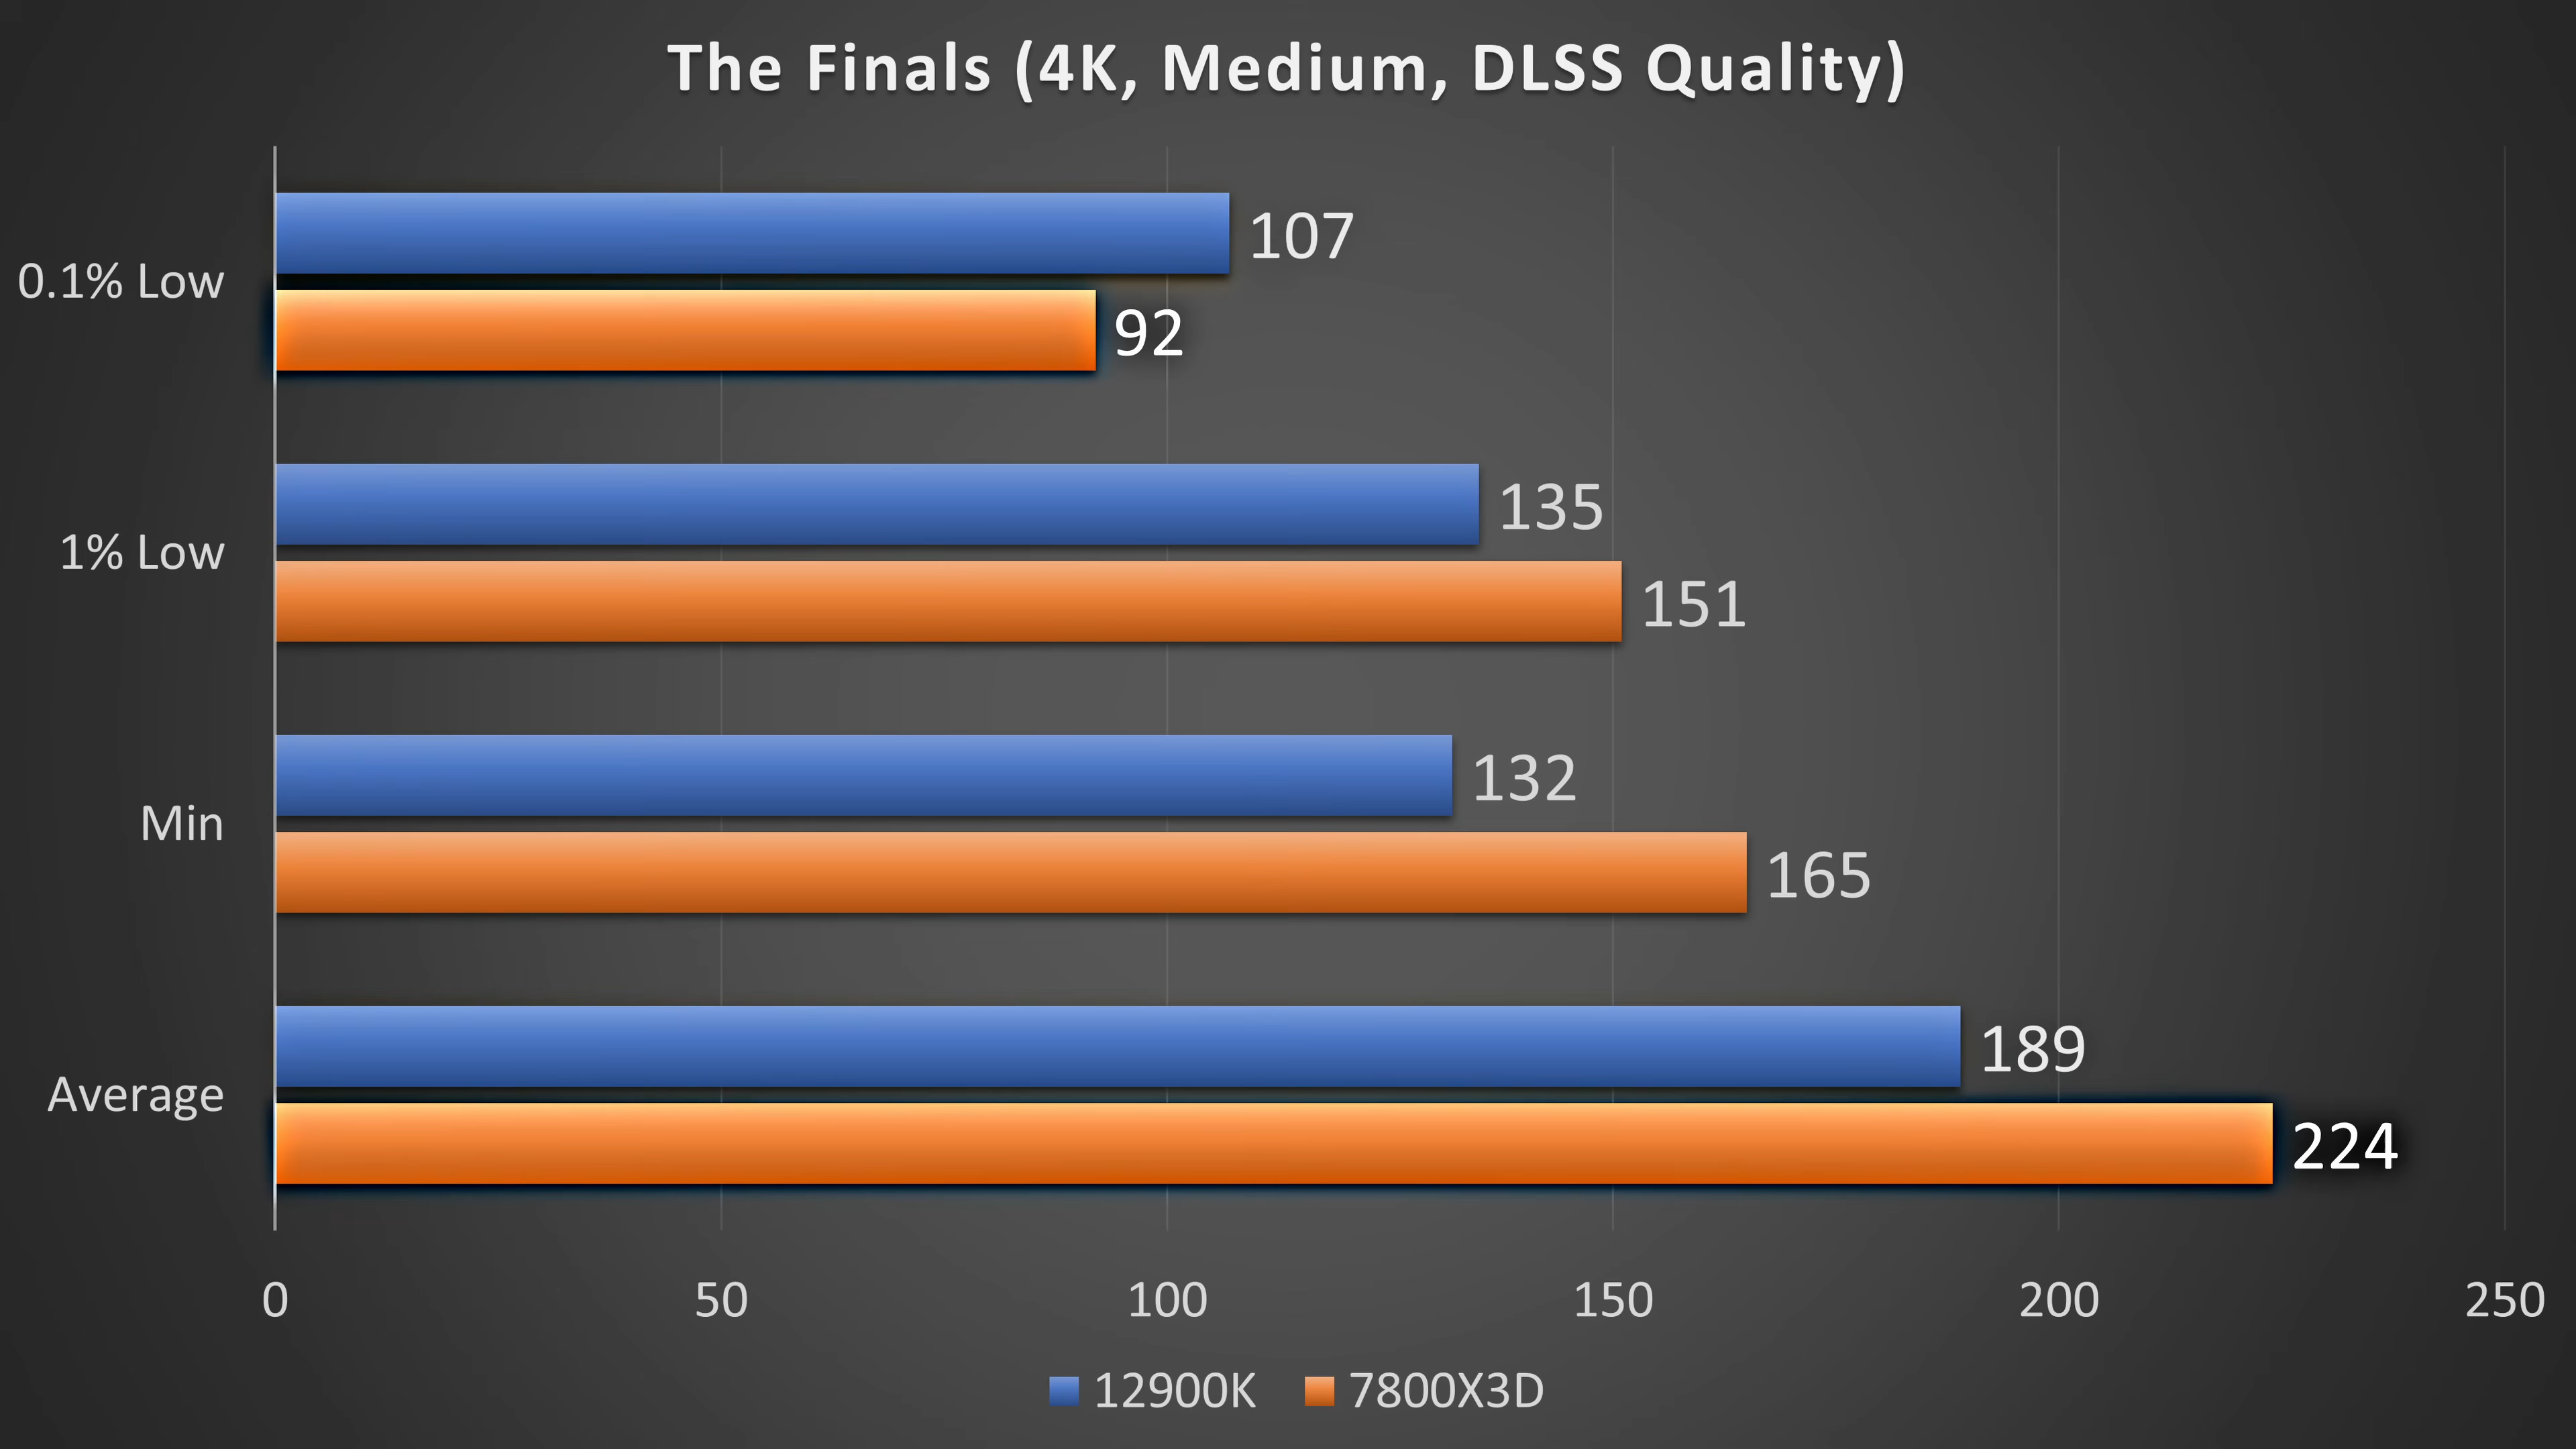 The Finals (4K, Medium, DLSS Quality)
0.1% Low
107
92
1% Low
135
151
Min
132
165
Average
189
224
0 50 100 150 200 250
12900K 7800X3D